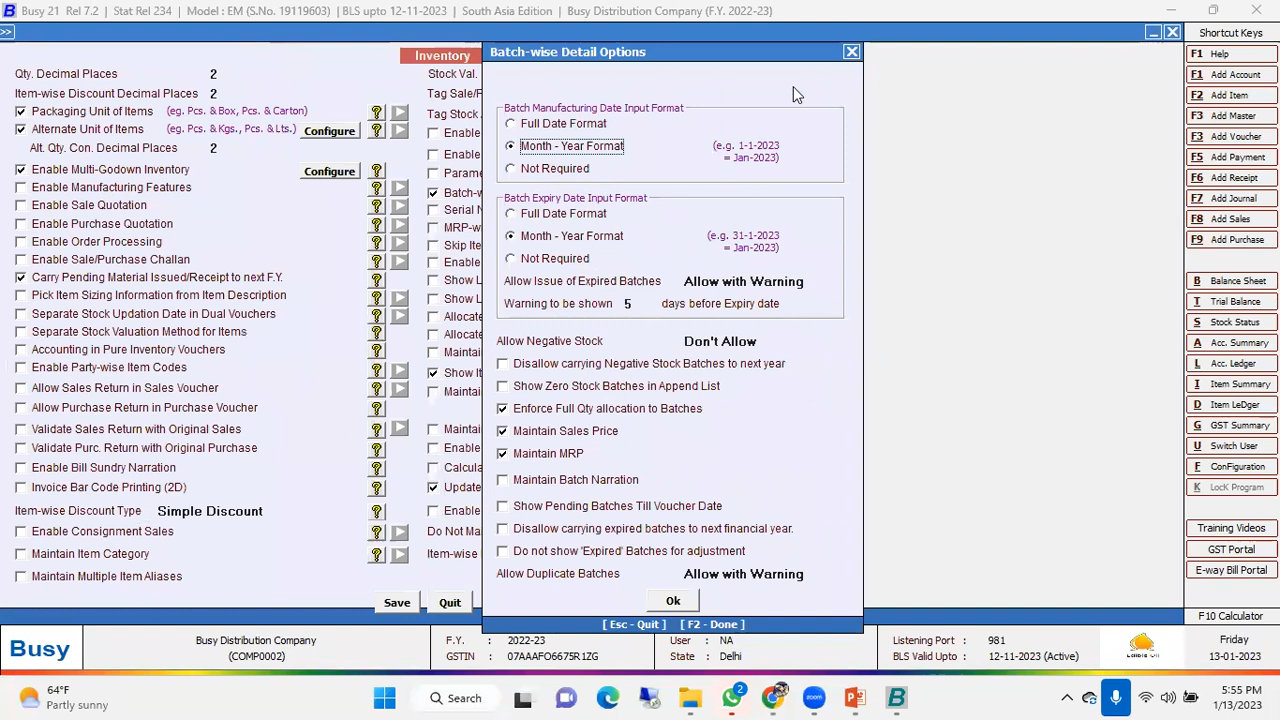 Busy 21 Rel 7.2 | Stat Rel 234 | Model : EM (S.No. 19119603) | BLS upto 12-11-2023 | South Asia Edition | Busy Distribution Company (F.Y. 2022-23)
>>
Inventory
Qty. Decimal Places 2
Item-wise Discount Decimal Places 2
Packaging Unit of Items (eg. Pcs. & Box, Pcs. & Carton) ?
Alternate Unit of Items (eg. Pcs. & Kgs., Pcs. & Lts.) Configure ?
Alt. Qty. Con. Decimal Places 2
Enable Multi-Godown Inventory Configure ?
Enable Manufacturing Features ?
Enable Sale Quotation ?
Enable Purchase Quotation ?
Enable Order Processing ?
Enable Sale/Purchase Challan ?
Carry Pending Material Issued/Receipt to next F.Y. ?
Pick Item Sizing Information from Item Description ?
Separate Stock Updation Date in Dual Vouchers ?
Separate Stock Valuation Method for Items ?
Accounting in Pure Inventory Vouchers ?
Enable Party-wise Item Codes ?
Allow Sales Return in Sales Voucher ?
Allow Purchase Return in Purchase Voucher ?
Validate Sales Return with Original Sales ?
Validate Purc. Return with Original Purchase ?
Enable Bill Sundry Narration ?
Invoice Bar Code Printing (2D) ?
Item-wise Discount Type Simple Discount ?
Enable Consignment Sales ?
Maintain Item Category ?
Maintain Multiple Item Aliases
Save Quit
Stock Val.
Tag Sale/F
Tag Stock
Enable
Enable
Parame
Batch-w
Serial N
MRP-w
Skip Ite
Enable
Show L
Show L
Allocate
Allocate
Maintai
Show It
Maintai
Maintai
Enable
Calcula
Update
Enable
Do Not Ma
Item-wise
Batch-wise Detail Options
Batch Manufacturing Date Input Format
Full Date Format
Month - Year Format (e.g. 1-1-2023
= Jan-2023)
Not Required
Batch Expiry Date Input Format
Full Date Format
Month - Year Format (e.g. 31-1-2023
= Jan-2023)
Not Required
Allow Issue of Expired Batches Allow with Warning
Warning to be shown 5 days before Expiry date
Allow Negative Stock Don't Allow
Disallow carrying Negative Stock Batches to next year
Show Zero Stock Batches in Append List
Emforce Full Qty allocation to Batches
Maintain Sales Price
Maintain MRP
Maintain Batch Narration
Show Pending Batches Till Voucher Date
Disallow carrying expired batches to next financial year.
Do not show 'Expired' Batches for adjustment
Allow Duplicate Batches Allow with Warning
Ok
[ Esc - Quit ] [ F2 - Done ]
Shortcut Keys
F1 Help
F1 Add Account
F2 Add Item
F3 Add Master
F3 Add Voucher
F5 Add Payment
F6 Add Receipt
F7 Add Journal
F8 Add Sales
F9 Add Purchase
B Balance Sheet
T Trial Balance
S Stock Status
A Acc. Summary
L Acc. Ledger
I Item Summary
D Item LeDger
G GST Summary
U Switch User
F Configuration
K LocK Program
Training Videos
GST Portal
E-way Bill Portal
F10 Calculator
Busy
Busy Distribution Company
(COMP0002)
F.Y. : 2022-23
GSTIN : 07AAAFO6675R1ZG
User : NA
State : Delhi
Listening Port : 981
BLS Valid Upto : 12-11-2023 (Active)
Friday
13-01-2023
64°F
Partly sunny
Search
2
zoom
5:55 PM
1/13/2023